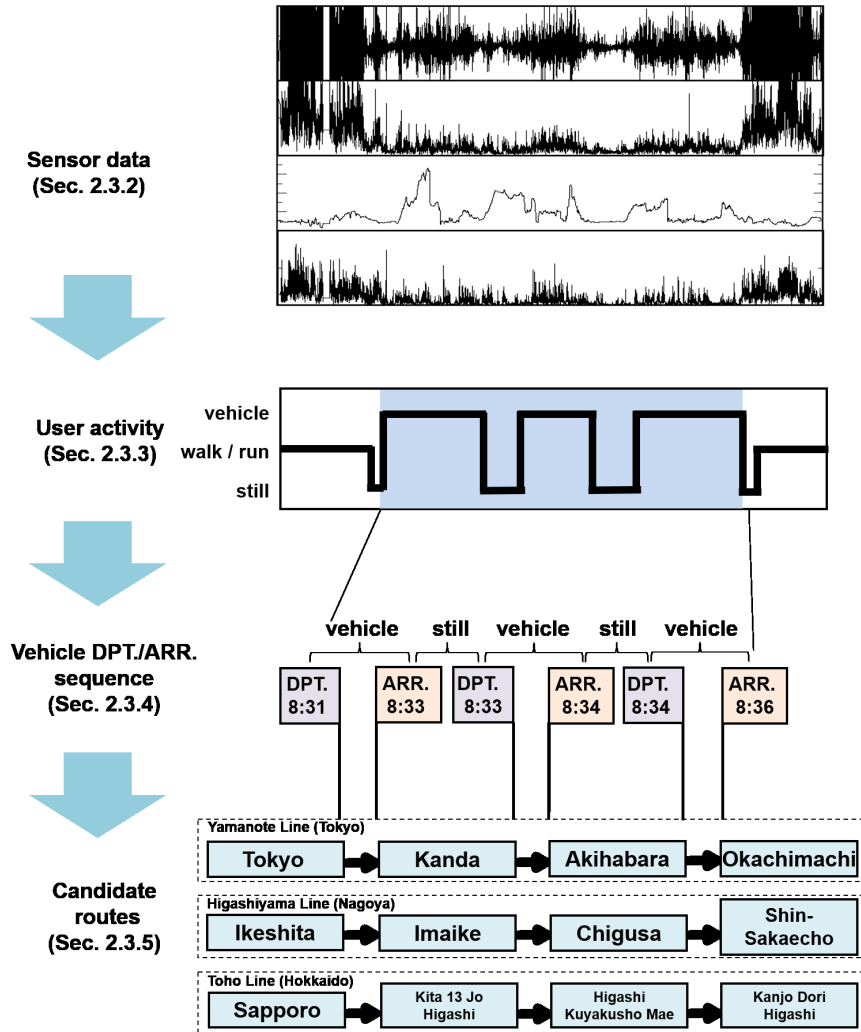 Sensor data
(Sec. 2.3.2)
User activity
(Sec. 2.3.3)
vehicle
walk / run
still
vehicle still vehicle still vehicle
Vehicle DPT./ARR.
sequence
(Sec. 2.3.4)
DPT. ARR. DPT. ARR. DPT. ARR.
8:31 8:33 8:33 8:34 8:34 8:36
Candidate
routes
(Sec. 2.3.5)
Yamanote Line (Tokyo)
Tokyo Kanda Akihabara Okachimachi
Higashiyama Line (Nagoya)
Ikeshita Imaike Chigusa Shin-
Sakaecho
Toho Line (Hokkaido)
Sapporo
Kita 13 Jo
Higashi
Higashi
Kuyakusho Mae
Kanjo Dori
Higashi